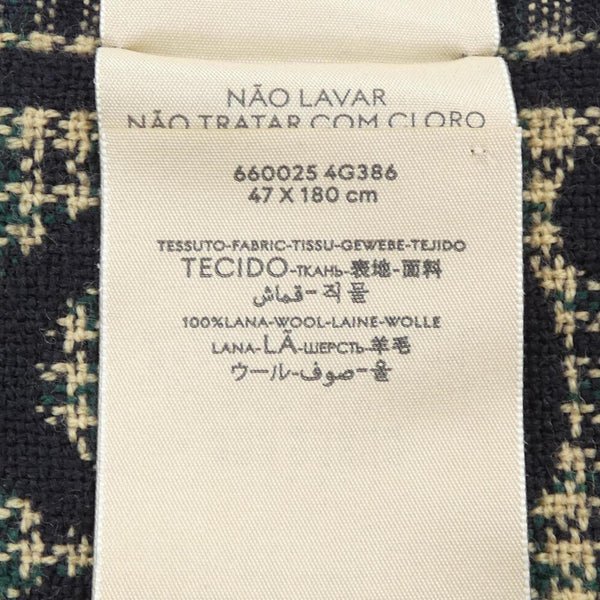 NÃO LAVAR
NÃO TRATAR COM CLORO
660025 4G386
47 X 180 cm
TESSUTO-FABRIC-TISSU-GEWEBE-TEJIDO
TECIDO-ТКАНЬ-表地-面料
قماش-직물
100%LANA-WOOL-LAINE-WOLLE
LANA-LÃ-ШЕРСТЬ-羊毛
ウール-صوف-울